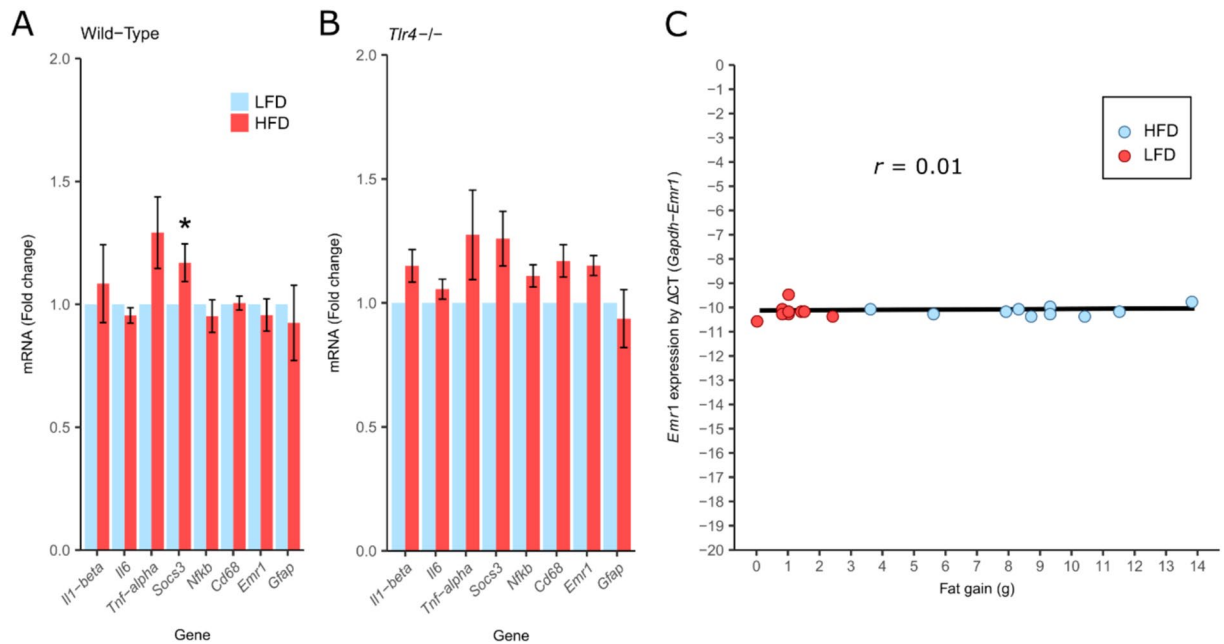 A
Wild-Type
2.0
1.5
1.0
0.5
0.0
mRNA (Fold change)
LFD
HFD
*
Il1-beta
Il6
Tnf-alpha
Socs3
Nfkb
Cd68
Emr1
Gfap
Gene
B
Tlr4-/-
2.0
1.5
1.0
0.5
0.0
mRNA (Fold change)
Il1-beta
Il6
Tnf-alpha
Socs3
Nfkb
Cd68
Emr1
Gfap
Gene
C
0
-1
-2
-3
-4
-5
-6
-7
-8
-9
-10
-11
-12
-13
-14
-15
-16
-17
-18
-19
-20
Emr1 expression by ΔCT (Gapdh-Emr1)
r = 0.01
HFD
LFD
0 1 2 3 4 5 6 7 8 9 10 11 12 13 14
Fat gain (g)